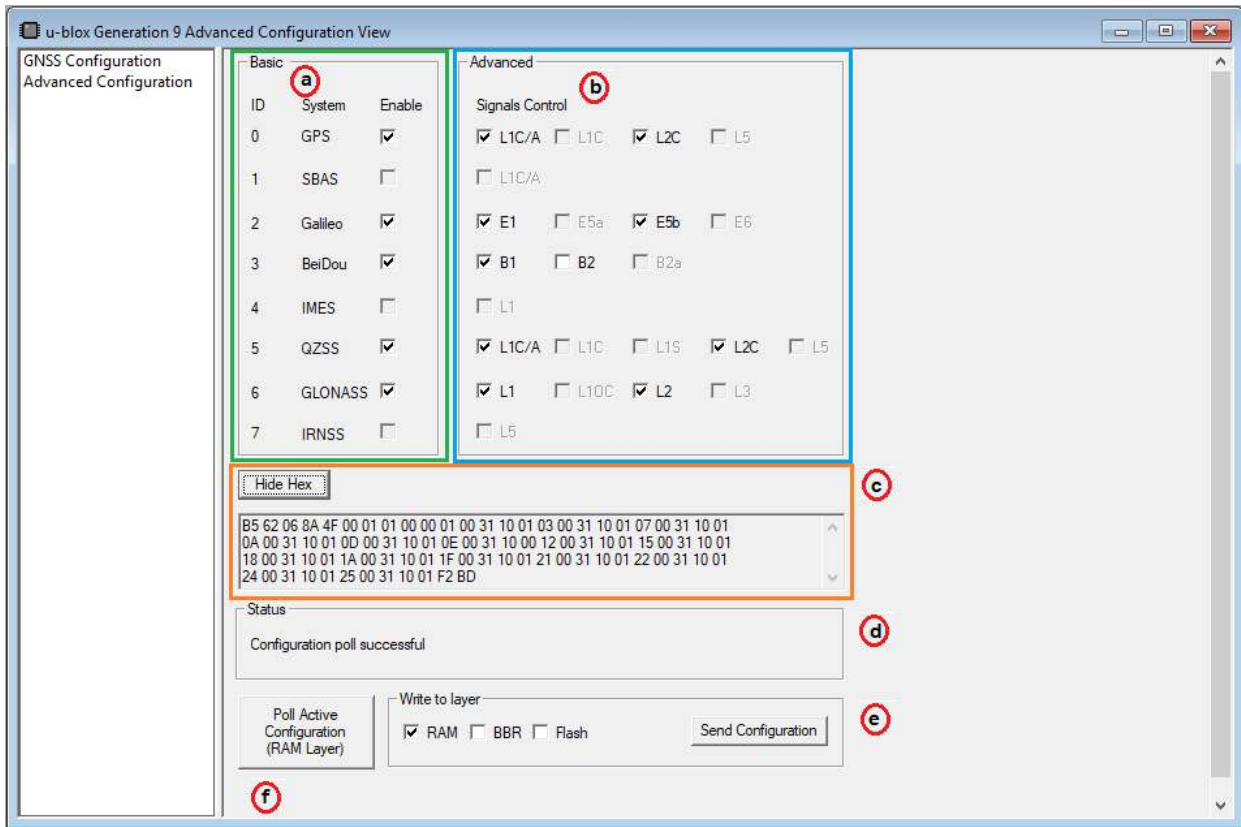 u-blox Generation 9 Advanced Configuration View
GNSS Configuration
Advanced Configuration
Basic
a
ID System Enable
0 GPS
1 SBAS
2 Galileo
3 BeiDou
4 IMES
5 QZSS
6 GLONASS
7 IRNSS
Advanced
b
Signals Control
L1C/A L1C L2C L5
L1C/A
E1 E5a E5b E6
B1 B2 B2a
L1
L1C/A L1C L1S L2C L5
L1 L1OC L2 L3
L5
Hide Hex
c
B5 62 06 8A 4F 00 01 01 00 00 01 00 31 10 01 03 00 31 10 01 07 00 31 10 01
0A 00 31 10 01 0D 00 31 10 01 0E 00 31 10 00 12 00 31 10 01 15 00 31 10 01
18 00 31 10 01 1A 00 31 10 01 1F 00 31 10 01 21 00 31 10 01 22 00 31 10 01
24 00 31 10 01 25 00 31 10 01 F2 BD
Status
d
Configuration poll successful
Poll Active
Configuration
(RAM Layer)
Write to layer
RAM BBR Flash
Send Configuration
e
f